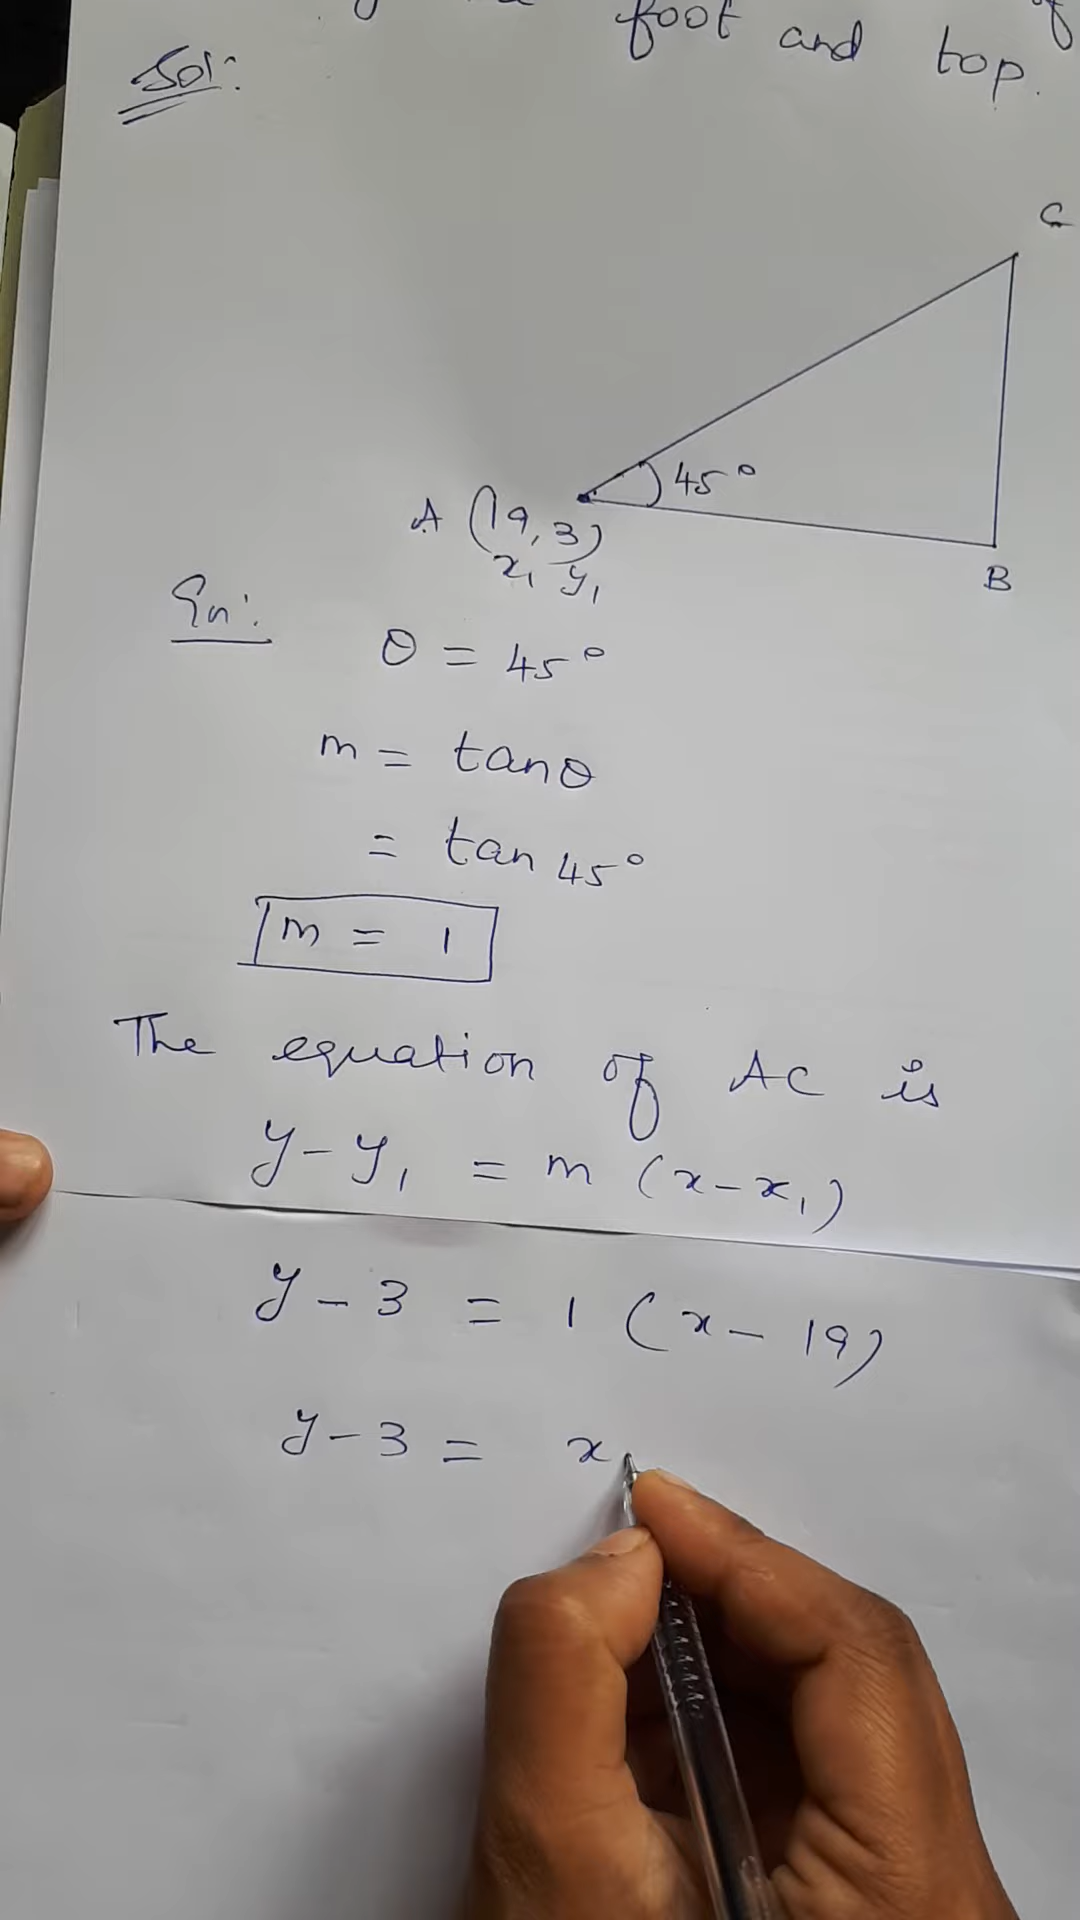 foot and top.
Sol:
C
45°
A (19,3)
x₁ y₁
B
Gn:
θ = 45°
m = tanθ
= tan 45°
m = 1
The equation of AC is
y-y₁ = m (x-x₁)
y-3 = 1 (x-19)
y-3 = x